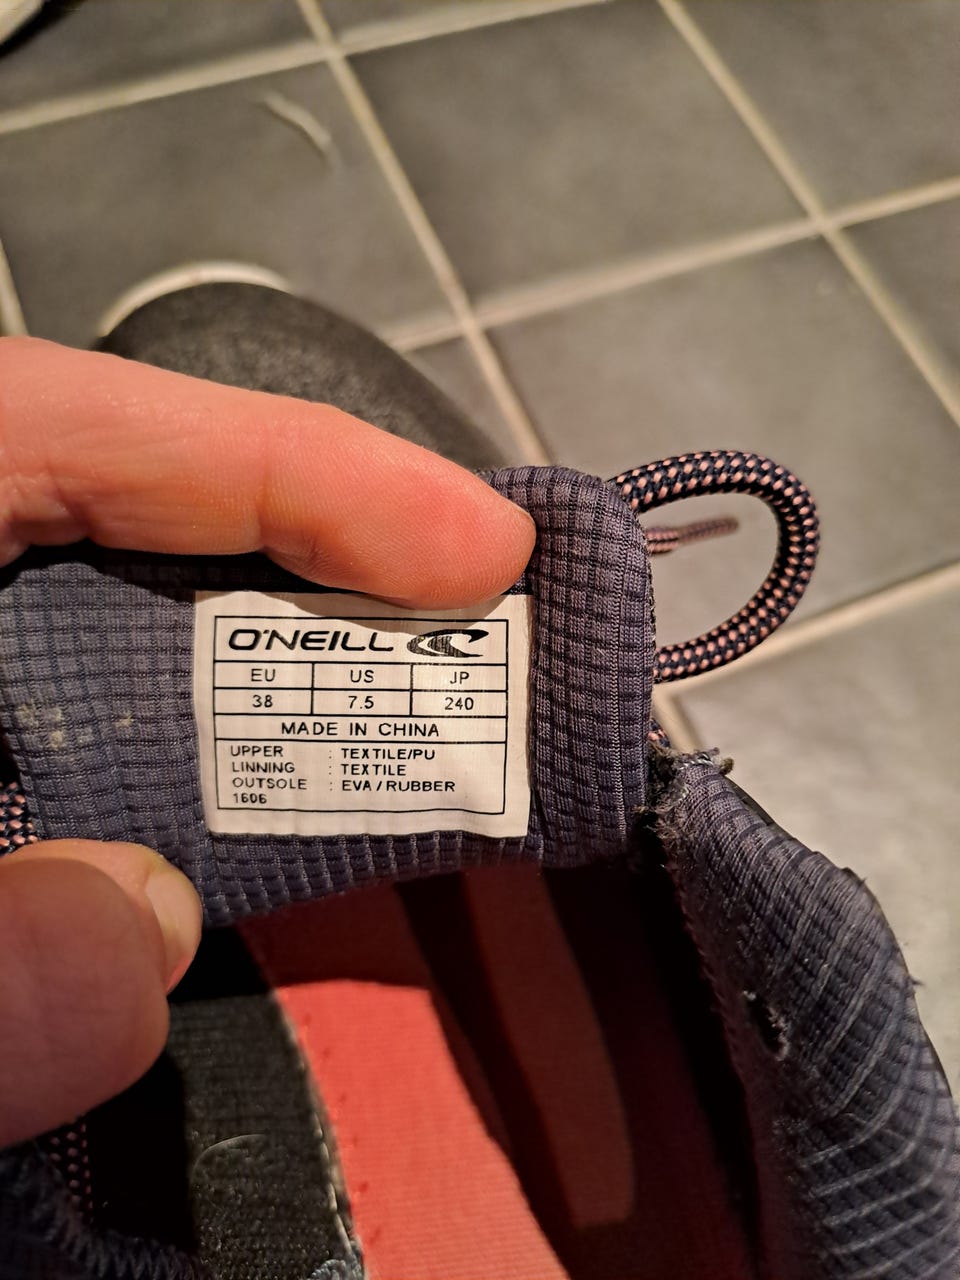 O'NEILL
EU US JP
38 7.5 240
MADE IN CHINA
UPPER : TEXTILE/PU
LINNING : TEXTILE
OUTSOLE : EVA / RUBBER
1606